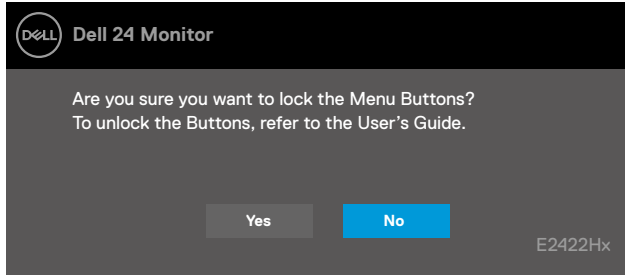 DELL Dell 24 Monitor
Are you sure you want to lock the Menu Buttons?
To unlock the Buttons, refer to the User’s Guide.
Yes No
E2422Hx